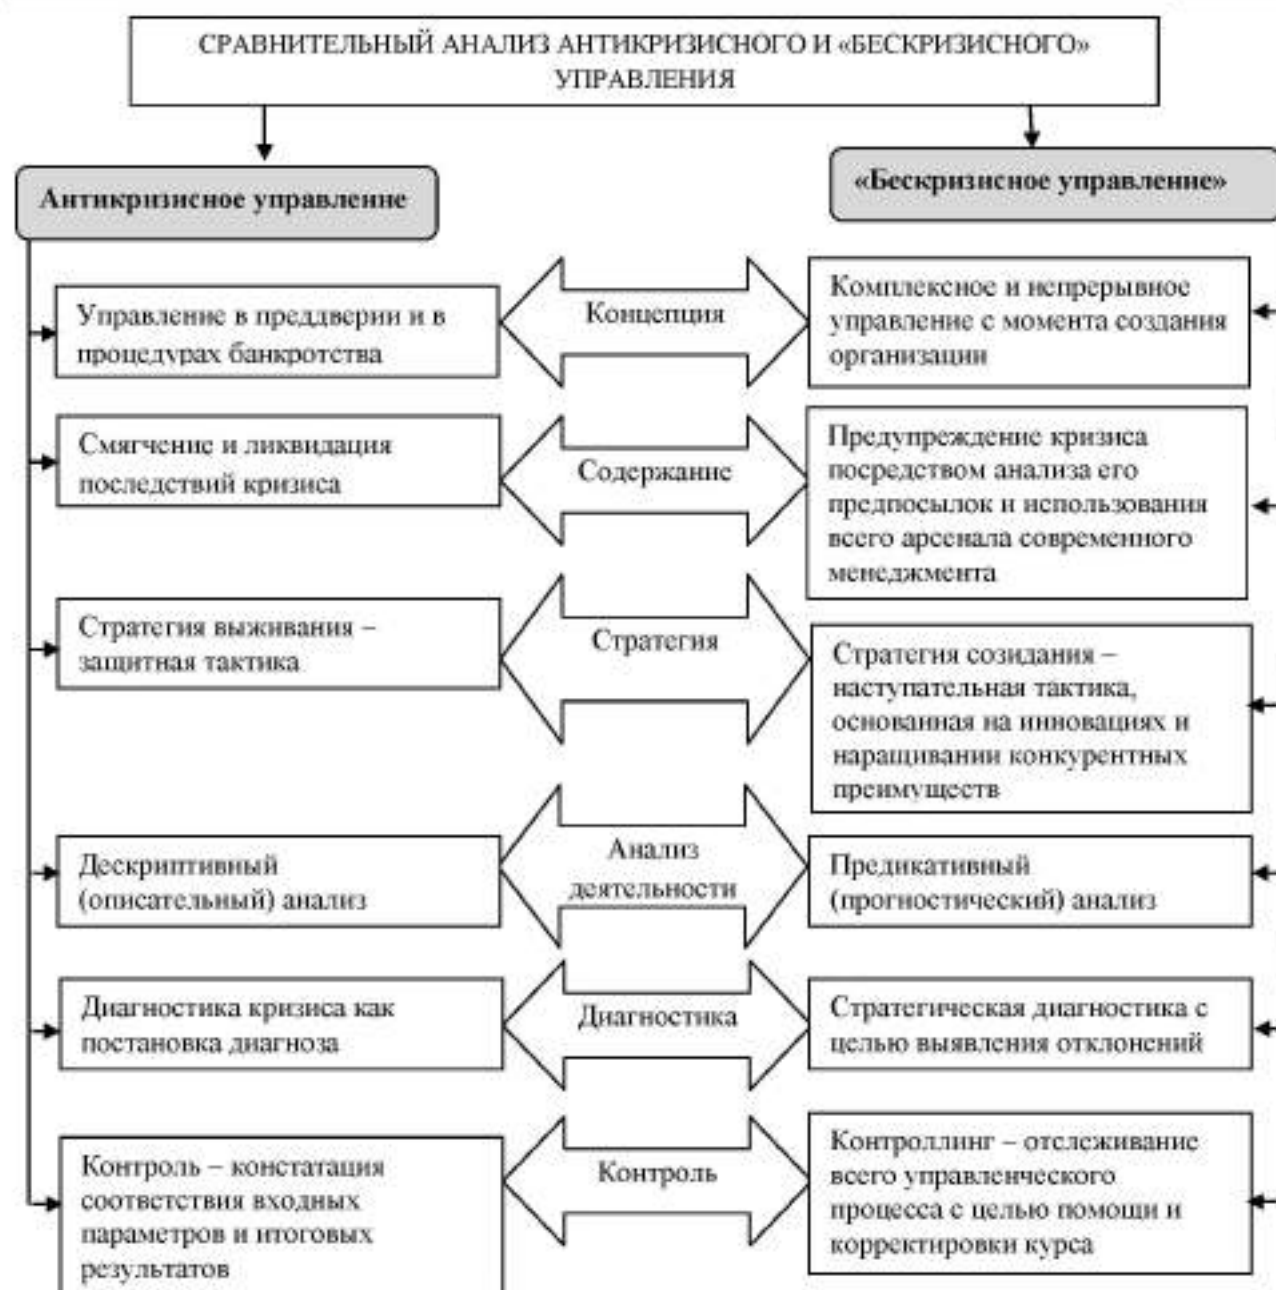 СРАВНИТЕЛЬНЫЙ АНАЛИЗ АНТИКРИЗИСНОГО И «БЕСКРИЗИСНОГО»
УПРАВЛЕНИЯ
Антикризисное управление
«Бескризисное управление»
Управление в преддверии и в
процедурах банкротства
Концепция
Комплексное и непрерывное
управление с момента создания
организации
Смягчение и ликвидация
последствий кризиса
Содержание
Предупреждение кризиса
посредством анализа его
предпосылок и использования
всего арсенала современного
менеджмента
Стратегия выживания –
защитная тактика
Стратегия
Стратегия созидания –
наступательная тактика,
основанная на инновациях и
наращивании конкурентных
преимуществ
Дескриптивный
(описательный) анализ
Анализ
деятельности
Предикативный
(прогностический) анализ
Диагностика кризиса как
постановка диагноза
Диагностика
Стратегическая диагностика с
целью выявления отклонений
Контроль – констатация
соответствия входных
параметров и итоговых
результатов
Контроль
Контроллинг – отслеживание
всего управленческого
процесса с целью помощи и
корректировки курса